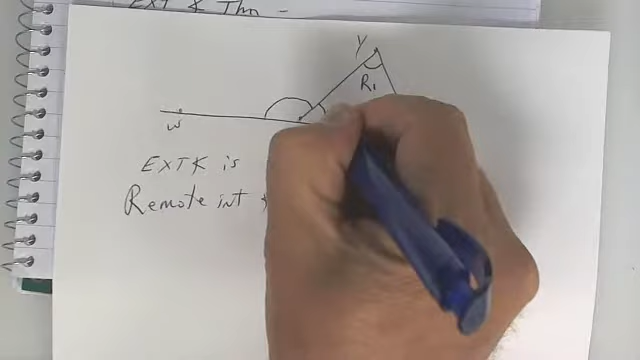 EXT ∡ Thm -
Y
R₁
W
EXT ∡ is
Remote int